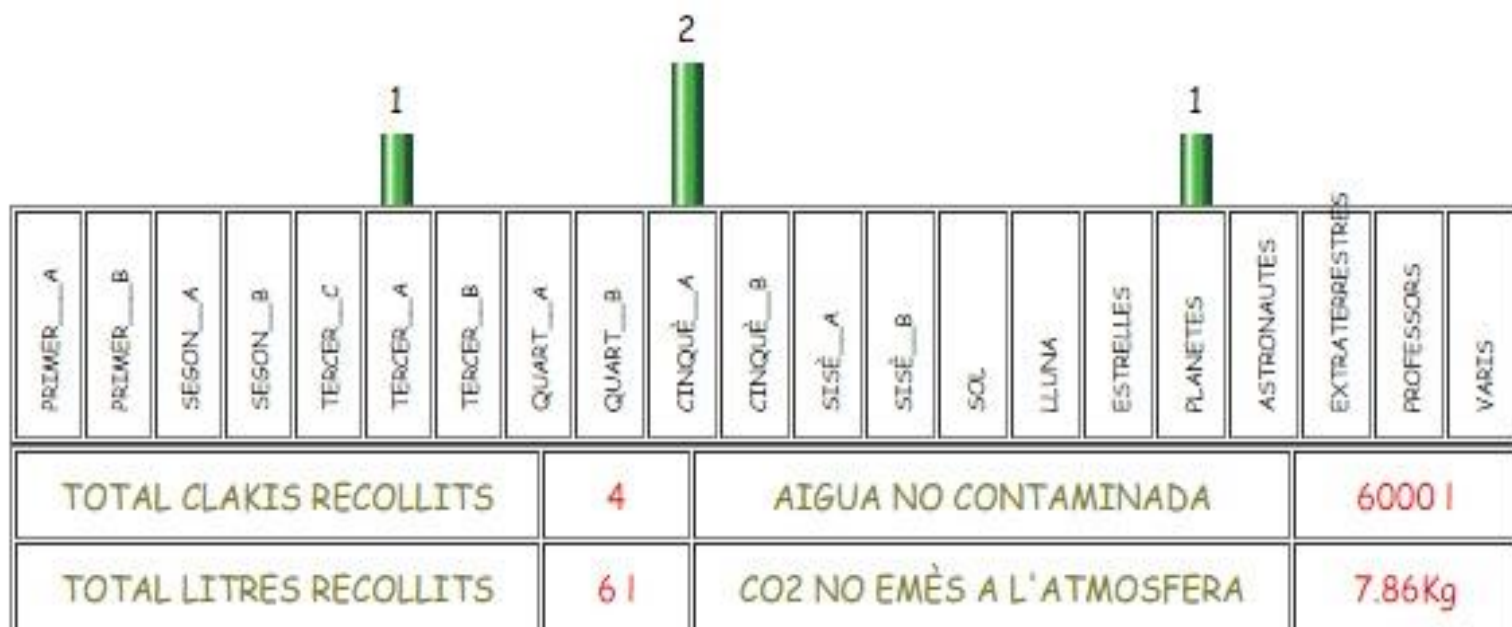 2
1
1
PRIMER__A
PRIMER__B
SEGON__A
SEGON__B
TERCER__C
TERCER__A
TERCER__B
QUART__A
QUART__B
CINQUÈ__A
CINQUÈ__B
SISÈ__A
SISÈ__B
SOL
LLUNA
ESTRELLES
PLANETES
ASTRONAUTES
EXTRATERRESTRES
PROFESSORS
VARIS
TOTAL CLAKIS RECOLLITS 4 AIGUA NO CONTAMINADA 6000 l
TOTAL LITRES RECOLLITS 6 l CO2 NO EMÈS A L'ATMOSFERA 7.86Kg